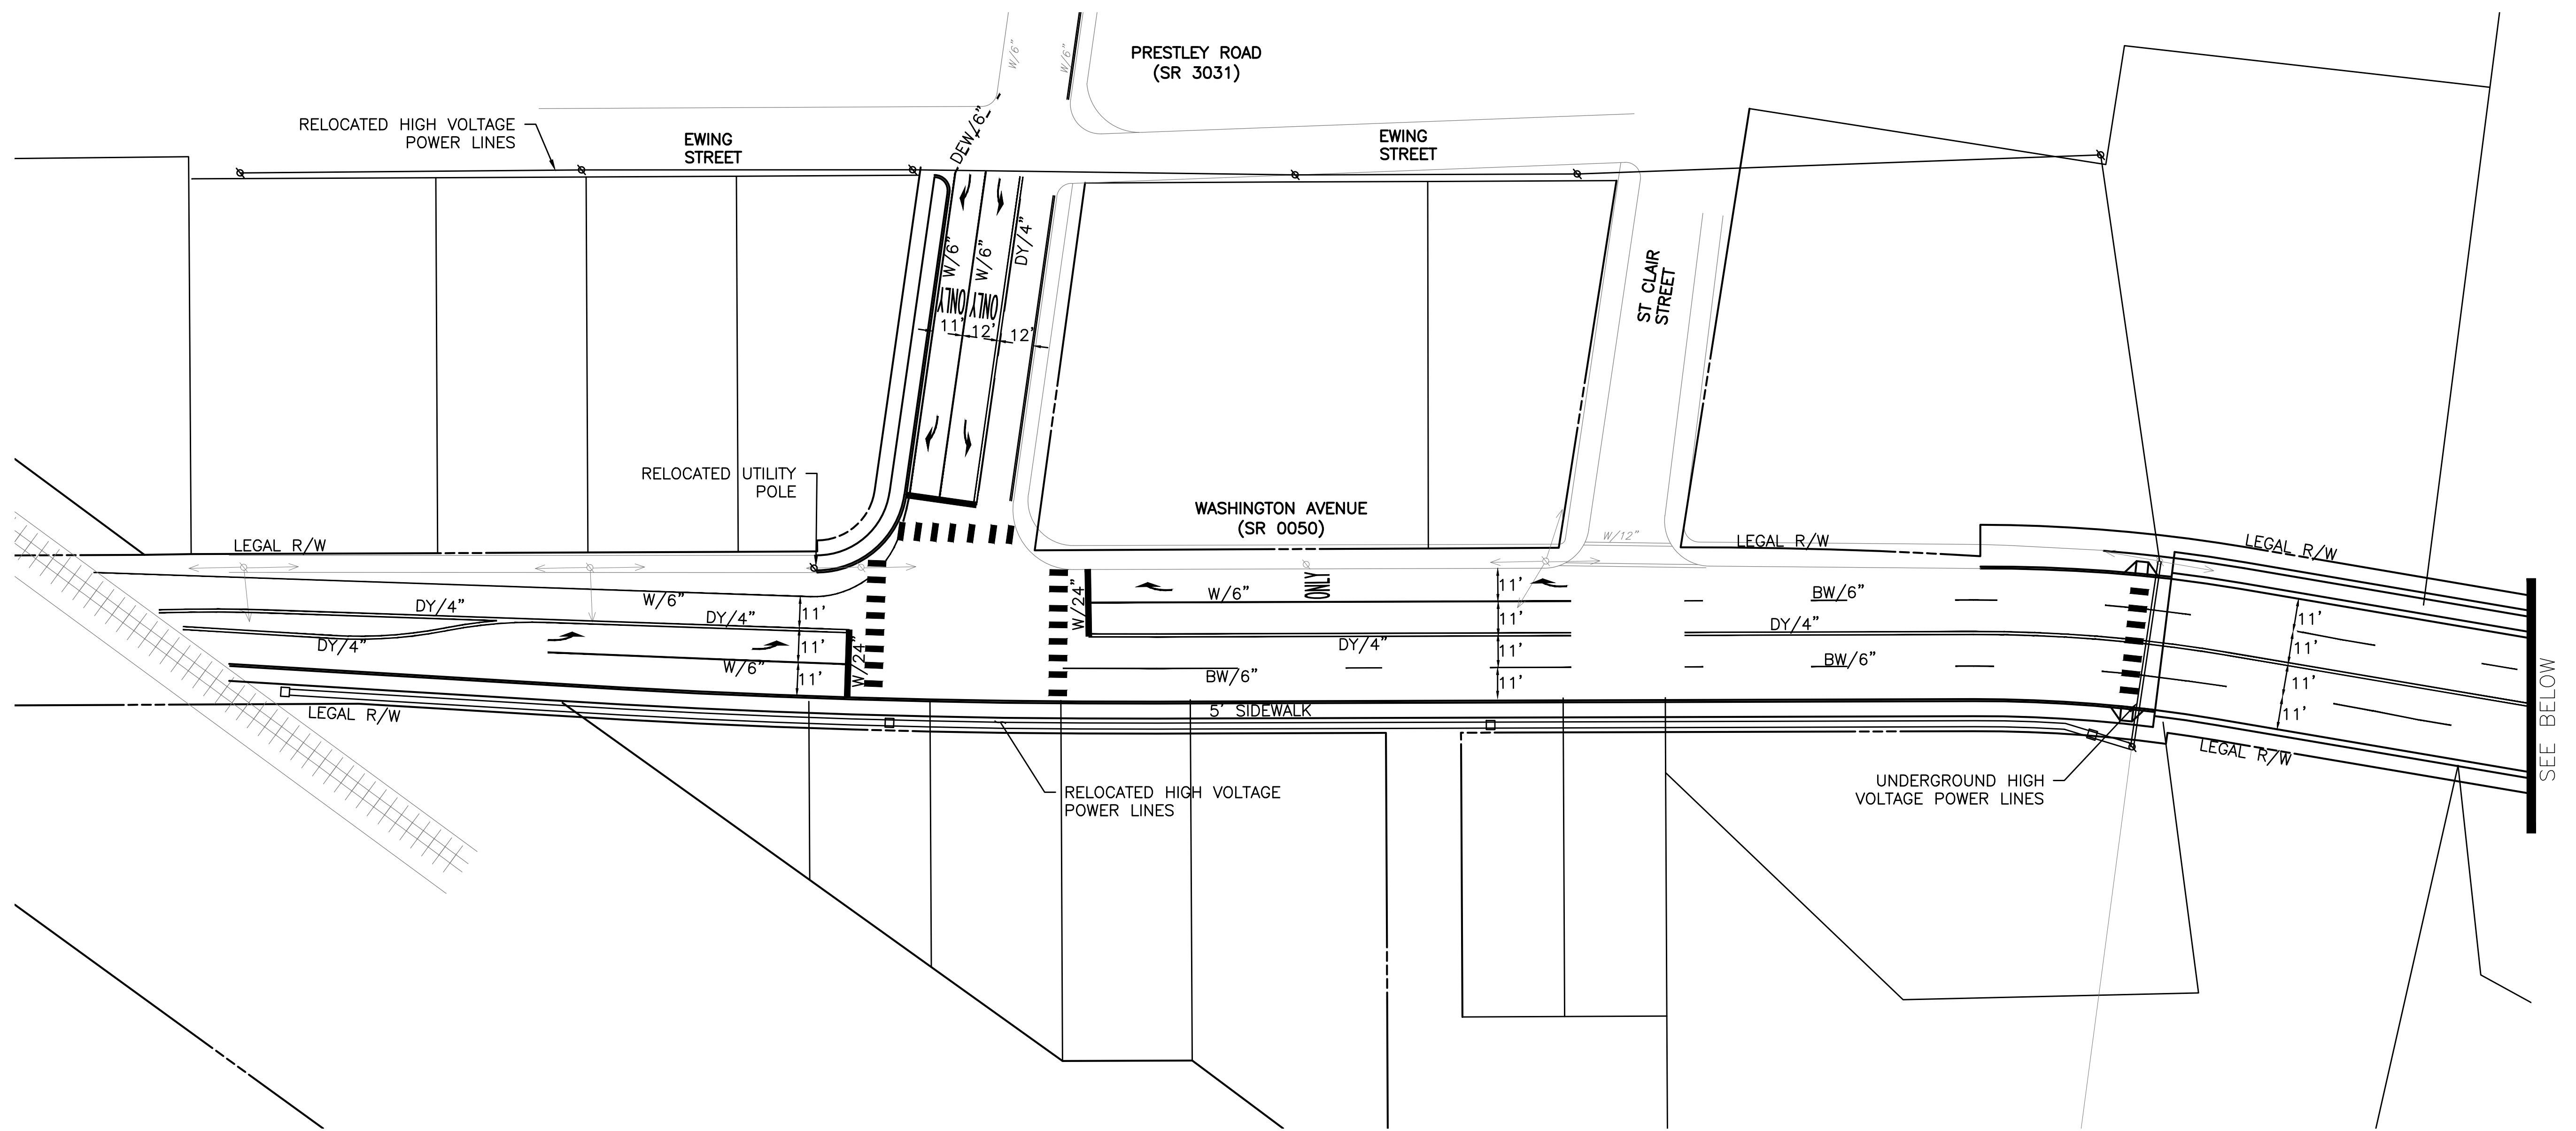 W/6"
W/6"
PRESTLEY ROAD
(SR 3031)
RELOCATED HIGH VOLTAGE
POWER LINES
EWING
STREET
DEW/6"
EWING
STREET
W/6"
W/6"
DY/4"
ONLY
ONLY
11'
12'
12'
ST CLAIR
STREET
RELOCATED UTILITY
POLE
WASHINGTON AVENUE
(SR 0050)
LEGAL R/W
W/12"
LEGAL R/W
LEGAL R/W
DY/4"
W/6"
DY/4"
11'
W/24"
W/6"
ONLY
11'
BW/6"
11'
DY/4"
11'
W/24"
11'
DY/4"
DY/4"
11'
11'
W/6"
11'
BW/6"
11'
BW/6"
11'
11'
LEGAL R/W
5' SIDEWALK
LEGAL R/W
SEE BELOW
RELOCATED HIGH VOLTAGE
POWER LINES
UNDERGROUND HIGH
VOLTAGE POWER LINES